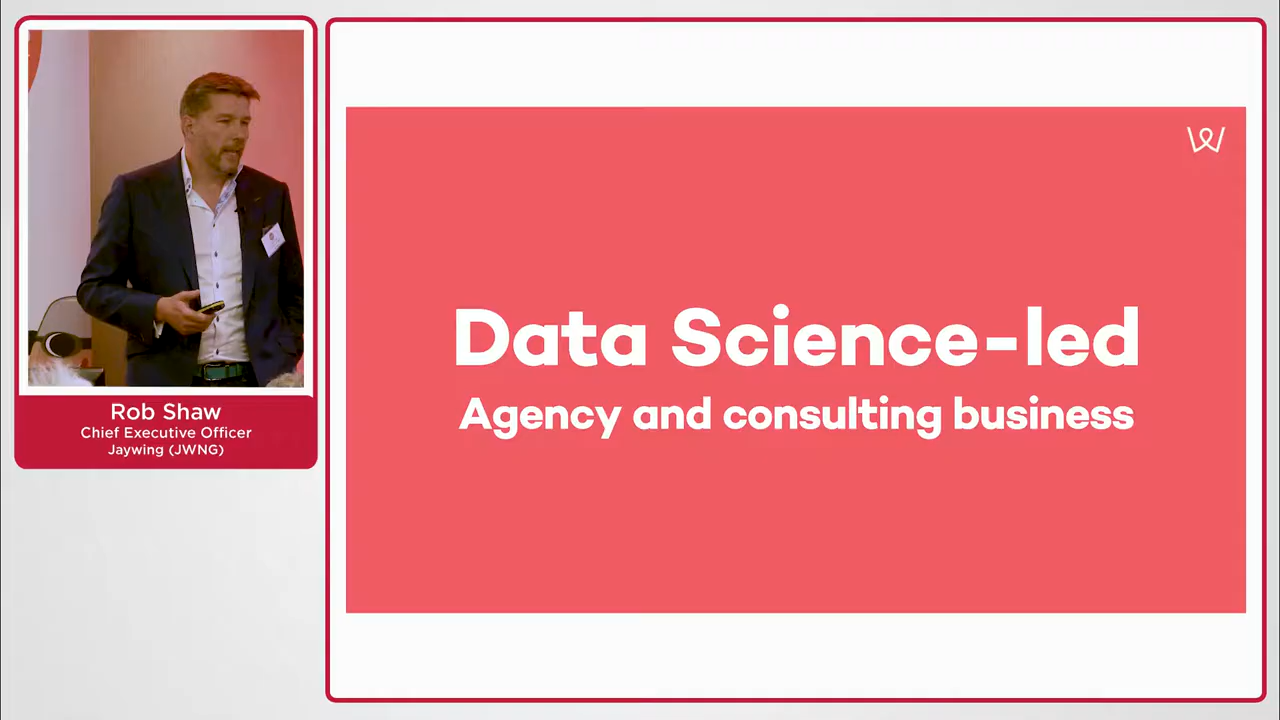 Rob Shaw
Chief Executive Officer
Jaywing (JWNG)
Data Science-led
Agency and consulting business